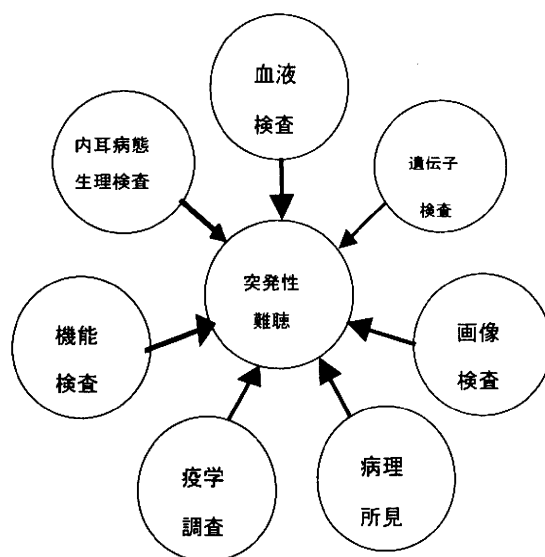 血液
検査
内耳病態
生理検査
遺伝子
検査
突発性
難聴
機能
検査
画像
検査
疫学
調査
病理
所見